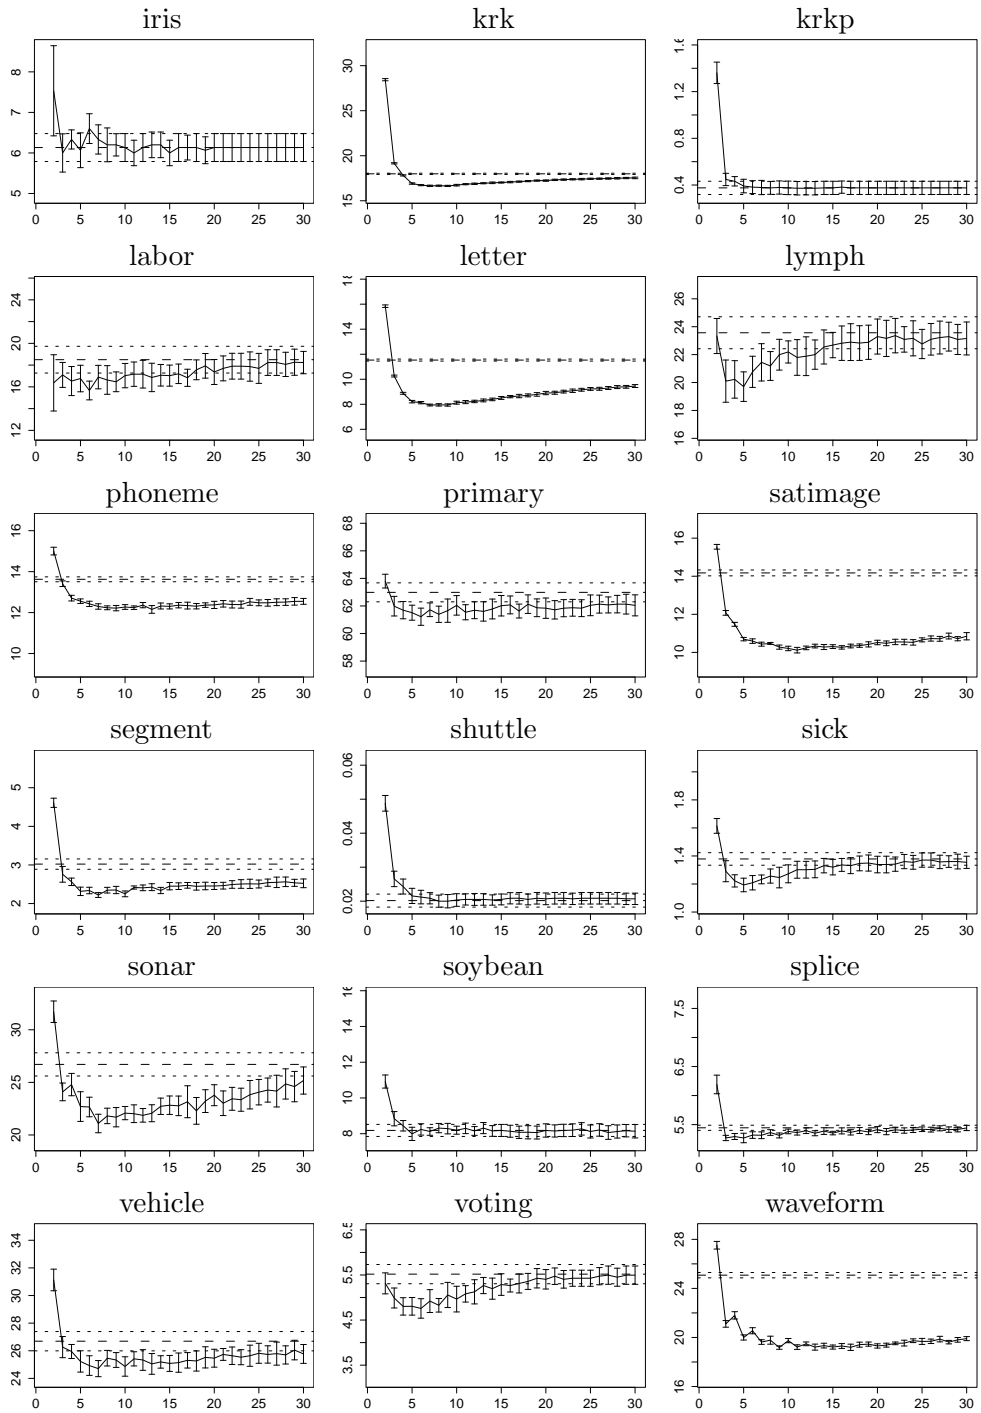 iris
5 6 7 8
0 5 10 15 20 25 30
krk
15 20 25 30
0 5 10 15 20 25 30
krkp
0.4 0.8 1.2 1.6
0 5 10 15 20 25 30
labor
12 16 20 24
0 5 10 15 20 25 30
letter
6 8 10 14 18
0 5 10 15 20 25 30
lymph
16 18 20 22 24 26
0 5 10 15 20 25 30
phoneme
10 12 14 16
0 5 10 15 20 25 30
primary
58 60 62 64 66 68
0 5 10 15 20 25 30
satimage
10 12 14 16
0 5 10 15 20 25 30
segment
2 3 4 5
0 5 10 15 20 25 30
shuttle
0.02 0.04 0.06
0 5 10 15 20 25 30
sick
1.0 1.4 1.8
0 5 10 15 20 25 30
sonar
20 25 30
0 5 10 15 20 25 30
soybean
8 10 12 14 16
0 5 10 15 20 25 30
splice
5.5 6.5 7.5
0 5 10 15 20 25 30
vehicle
24 26 28 30 32 34
0 5 10 15 20 25 30
voting
3.5 4.5 5.5 6.5
0 5 10 15 20 25 30
waveform
16 20 24 28
0 5 10 15 20 25 30